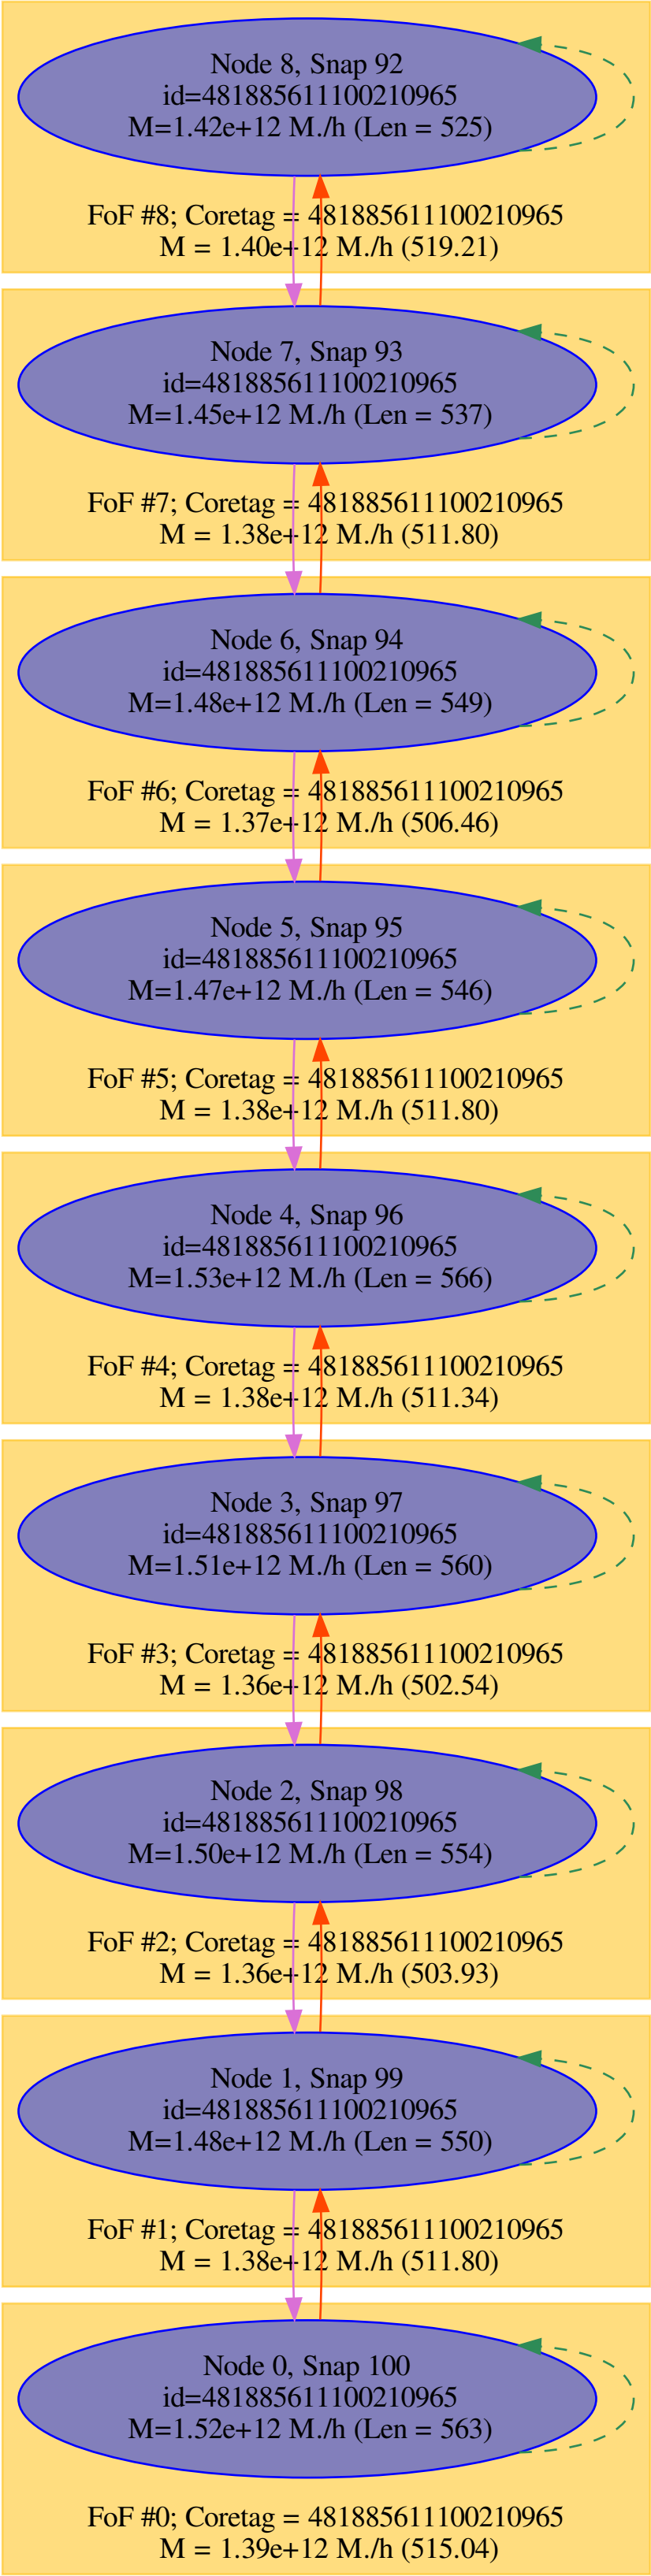 Node 8, Snap 92
id=481885611100210965
M=1.42e+12 M./h (Len = 525)
FoF #8; Coretag = 481885611100210965
M = 1.40e+12 M./h (519.21)
Node 7, Snap 93
id=481885611100210965
M=1.45e+12 M./h (Len = 537)
FoF #7; Coretag = 481885611100210965
M = 1.38e+12 M./h (511.80)
Node 6, Snap 94
id=481885611100210965
M=1.48e+12 M./h (Len = 549)
FoF #6; Coretag = 481885611100210965
M = 1.37e+12 M./h (506.46)
Node 5, Snap 95
id=481885611100210965
M=1.47e+12 M./h (Len = 546)
FoF #5; Coretag = 481885611100210965
M = 1.38e+12 M./h (511.80)
Node 4, Snap 96
id=481885611100210965
M=1.53e+12 M./h (Len = 566)
FoF #4; Coretag = 481885611100210965
M = 1.38e+12 M./h (511.34)
Node 3, Snap 97
id=481885611100210965
M=1.51e+12 M./h (Len = 560)
FoF #3; Coretag = 481885611100210965
M = 1.36e+12 M./h (502.54)
Node 2, Snap 98
id=481885611100210965
M=1.50e+12 M./h (Len = 554)
FoF #2; Coretag = 481885611100210965
M = 1.36e+12 M./h (503.93)
Node 1, Snap 99
id=481885611100210965
M=1.48e+12 M./h (Len = 550)
FoF #1; Coretag = 481885611100210965
M = 1.38e+12 M./h (511.80)
Node 0, Snap 100
id=481885611100210965
M=1.52e+12 M./h (Len = 563)
FoF #0; Coretag = 481885611100210965
M = 1.39e+12 M./h (515.04)